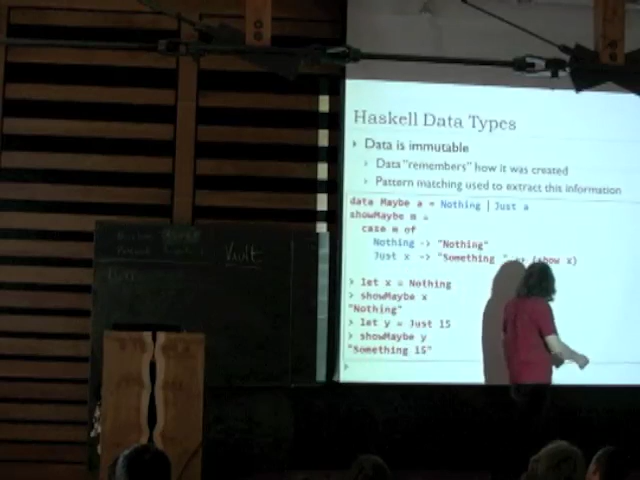 Haskell Data Types
Data is immutable
Data "remembers" how it was created
Pattern matching used to extract this information
data Maybe a = Nothing | Just a
showMaybe m =
case m of
Nothing -> "Nothing"
Just x -> "Something " ++ (show x)
> let x = Nothing
> showMaybe x
"Nothing"
> let y = Just 15
> showMaybe y
"Something 15"
>
Vault